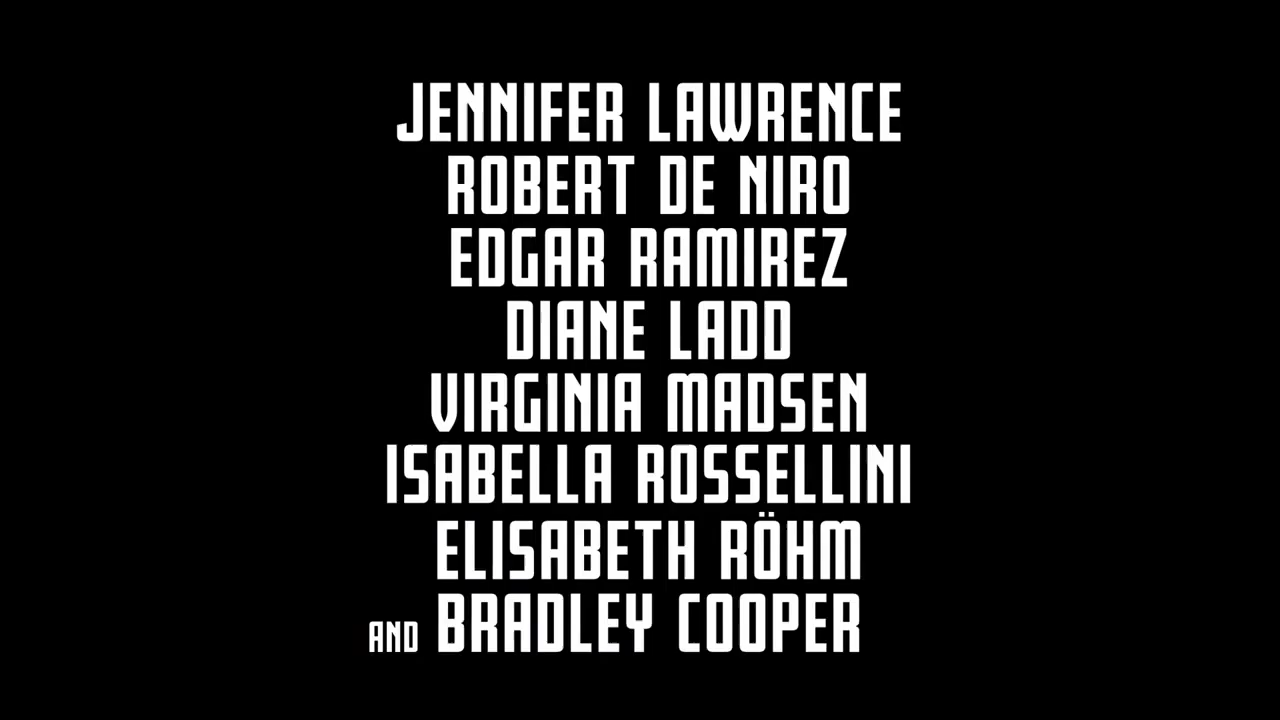 JENNIFER LAWRENCE
ROBERT DE NIRO
EDGAR RAMIREZ
DIANE LADD
VIRGINIA MADSEN
ISABELLA ROSSELLINI
ELISABETH RÖHM
AND BRADLEY COOPER